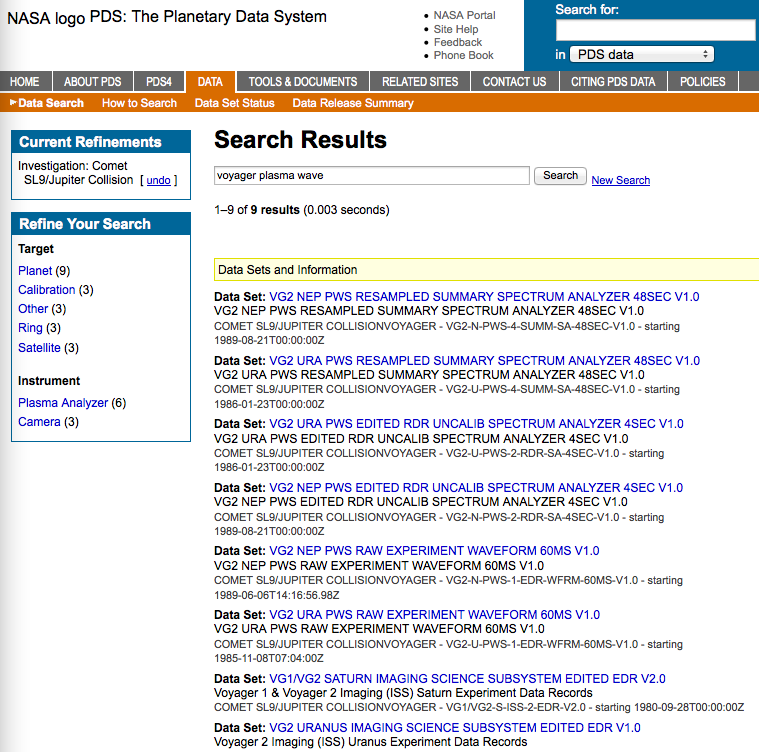 NASA logo PDS: The Planetary Data System
NASA Portal
Site Help
Feedback
Phone Book
Search for:
in PDS data
HOME ABOUT PDS PDS4 DATA TOOLS & DOCUMENTS RELATED SITES CONTACT US CITING PDS DATA POLICIES
Data Search How to Search Data Set Status Data Release Summary
Current Refinements
Investigation: Comet
SL9/Jupiter Collision [ undo ]
Refine Your Search
Target
Planet (9)
Calibration (3)
Other (3)
Ring (3)
Satellite (3)
Instrument
Plasma Analyzer (6)
Camera (3)
Search Results
voyager plasma wave Search New Search
1–9 of 9 results (0.003 seconds)
Data Sets and Information
Data Set: VG2 NEP PWS RESAMPLED SUMMARY SPECTRUM ANALYZER 48SEC V1.0
VG2 NEP PWS RESAMPLED SUMMARY SPECTRUM ANALYZER 48SEC V1.0
COMET SL9/JUPITER COLLISIONVOYAGER - VG2-N-PWS-4-SUMM-SA-48SEC-V1.0 - starting
1989-08-21T00:00:00Z
Data Set: VG2 URA PWS RESAMPLED SUMMARY SPECTRUM ANALYZER 48SEC V1.0
VG2 URA PWS RESAMPLED SUMMARY SPECTRUM ANALYZER 48SEC V1.0
COMET SL9/JUPITER COLLISIONVOYAGER - VG2-U-PWS-4-SUMM-SA-48SEC-V1.0 - starting
1986-01-23T00:00:00Z
Data Set: VG2 URA PWS EDITED RDR UNCALIB SPECTRUM ANALYZER 4SEC V1.0
VG2 URA PWS EDITED RDR UNCALIB SPECTRUM ANALYZER 4SEC V1.0
COMET SL9/JUPITER COLLISIONVOYAGER - VG2-U-PWS-2-RDR-SA-4SEC-V1.0 - starting
1986-01-23T00:00:00Z
Data Set: VG2 NEP PWS EDITED RDR UNCALIB SPECTRUM ANALYZER 4SEC V1.0
VG2 NEP PWS EDITED RDR UNCALIB SPECTRUM ANALYZER 4SEC V1.0
COMET SL9/JUPITER COLLISIONVOYAGER - VG2-N-PWS-2-RDR-SA-4SEC-V1.0 - starting
1989-08-21T00:00:00Z
Data Set: VG2 NEP PWS RAW EXPERIMENT WAVEFORM 60MS V1.0
VG2 NEP PWS RAW EXPERIMENT WAVEFORM 60MS V1.0
COMET SL9/JUPITER COLLISIONVOYAGER - VG2-N-PWS-1-EDR-WFRM-60MS-V1.0 - starting
1989-06-06T14:16:56.98Z
Data Set: VG2 URA PWS RAW EXPERIMENT WAVEFORM 60MS V1.0
VG2 URA PWS RAW EXPERIMENT WAVEFORM 60MS V1.0
COMET SL9/JUPITER COLLISIONVOYAGER - VG2-U-PWS-1-EDR-WFRM-60MS-V1.0 - starting
1985-11-08T07:04:00Z
Data Set: VG1/VG2 SATURN IMAGING SCIENCE SUBSYSTEM EDITED EDR V2.0
Voyager 1 & Voyager 2 Imaging (ISS) Saturn Experiment Data Records
COMET SL9/JUPITER COLLISIONVOYAGER - VG1/VG2-S-ISS-2-EDR-V2.0 - starting 1980-09-28T00:00:00Z
Data Set: VG2 URANUS IMAGING SCIENCE SUBSYSTEM EDITED EDR V1.0
Voyager 2 Imaging (ISS) Uranus Experiment Data Records